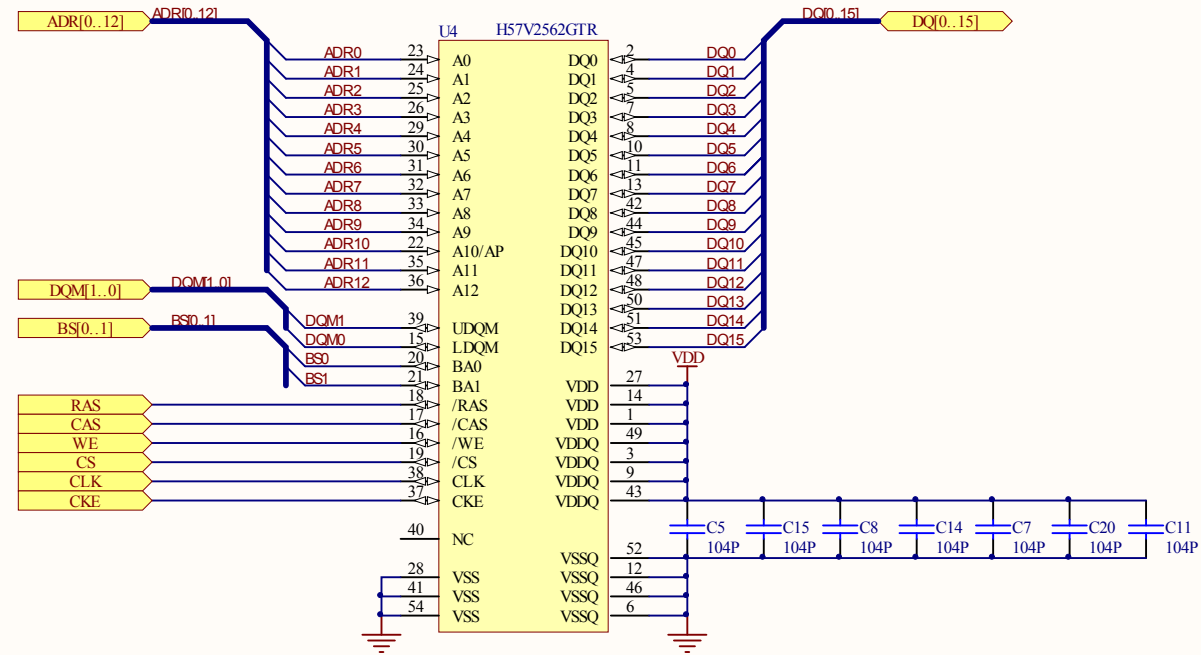 ADR[0..12]
ADR[0..12]
DQ[0..15]
DQ[0..15]
U4
H57V2562GTR
ADR0 23 A0 DQ0 2 DQ0
ADR1 24 A1 DQ1 4 DQ1
ADR2 25 A2 DQ2 5 DQ2
ADR3 26 A3 DQ3 7 DQ3
ADR4 29 A4 DQ4 8 DQ4
ADR5 30 A5 DQ5 10 DQ5
ADR6 31 A6 DQ6 11 DQ6
ADR7 32 A7 DQ7 13 DQ7
ADR8 33 A8 DQ8 42 DQ8
ADR9 34 A9 DQ9 44 DQ9
ADR10 22 A10/AP DQ10 45 DQ10
ADR11 35 A11 DQ11 47 DQ11
ADR12 36 A12 DQ12 48 DQ12
DQM[1..0] DQM[1..0]
DQ13 50 DQ13
BS[0..1] BS[0..1]
DQM1 39 UDQM DQ14 51 DQ14
DQM0 15 LDQM DQ15 53 DQ15
VDD
BS0 20 BA0
BS1 21 BA1 VDD 27
RAS 18 /RAS VDD 14
CAS 17 /CAS VDD 1
WE 16 /WE VDDQ 49
CS 19 /CS VDDQ 3
CLK 38 CLK VDDQ 9
CKE 37 CKE VDDQ 43
C5 C15 C8 C14 C7 C20 C11
104P 104P 104P 104P 104P 104P 104P
40 NC
VSSQ 52
28 VSS VSSQ 12
41 VSS VSSQ 46
54 VSS VSSQ 6